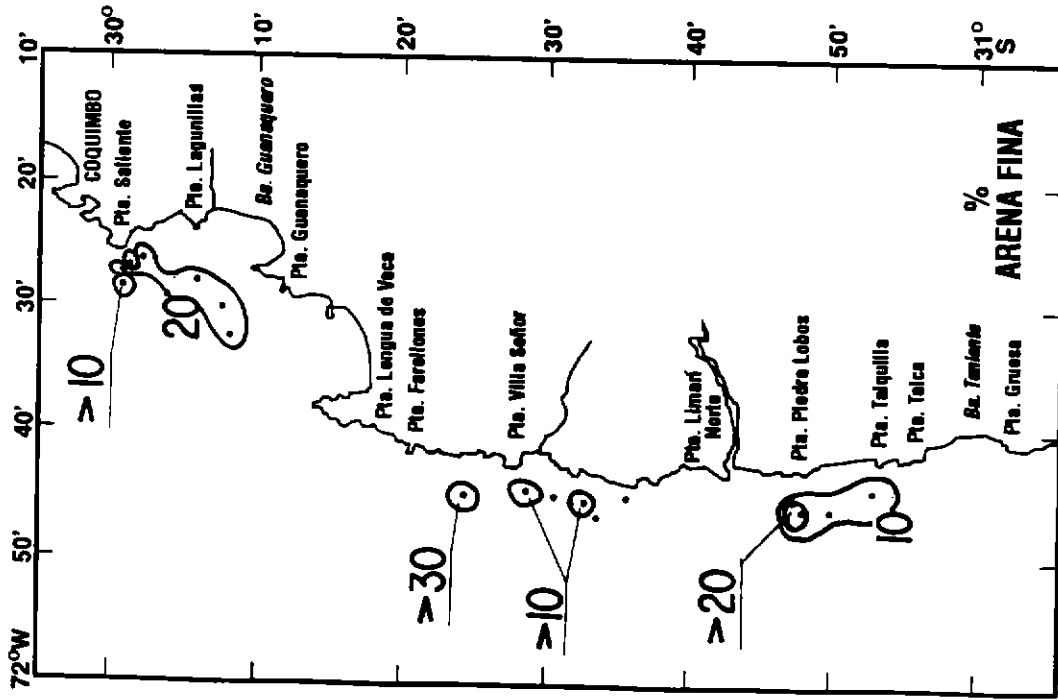 72°W
50'
40'
30'
20'
10'
30°
10'
20'
30'
40'
50'
31°
S
COQUIMBO
Pta. Saliente
Pta. Lagunillas
Ba. Guanaquero
Pta. Guanaquero
Pta. Lengua de Vaca
Pta. Farellones
Pta. Villa Señor
Pta. Limarí
Norte
Pta. Piedra Lobos
Pta. Talquilla
Pta. Talca
Ba. Teniente
Pta. Gruesa
>10
20
>30
>10
>20
10
%
ARENA FINA